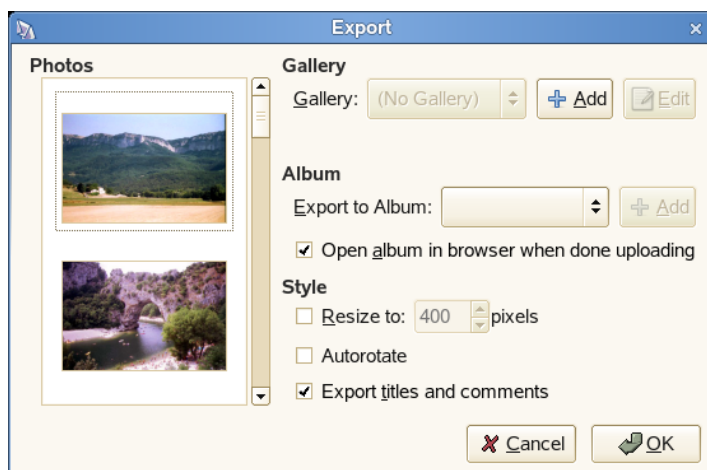 Export
Photos
Gallery
Gallery: (No Gallery) Add Edit
Album
Export to Album: Add
Open album in browser when done uploading
Style
Resize to: 400 pixels
Autorotate
Export titles and comments
Cancel OK